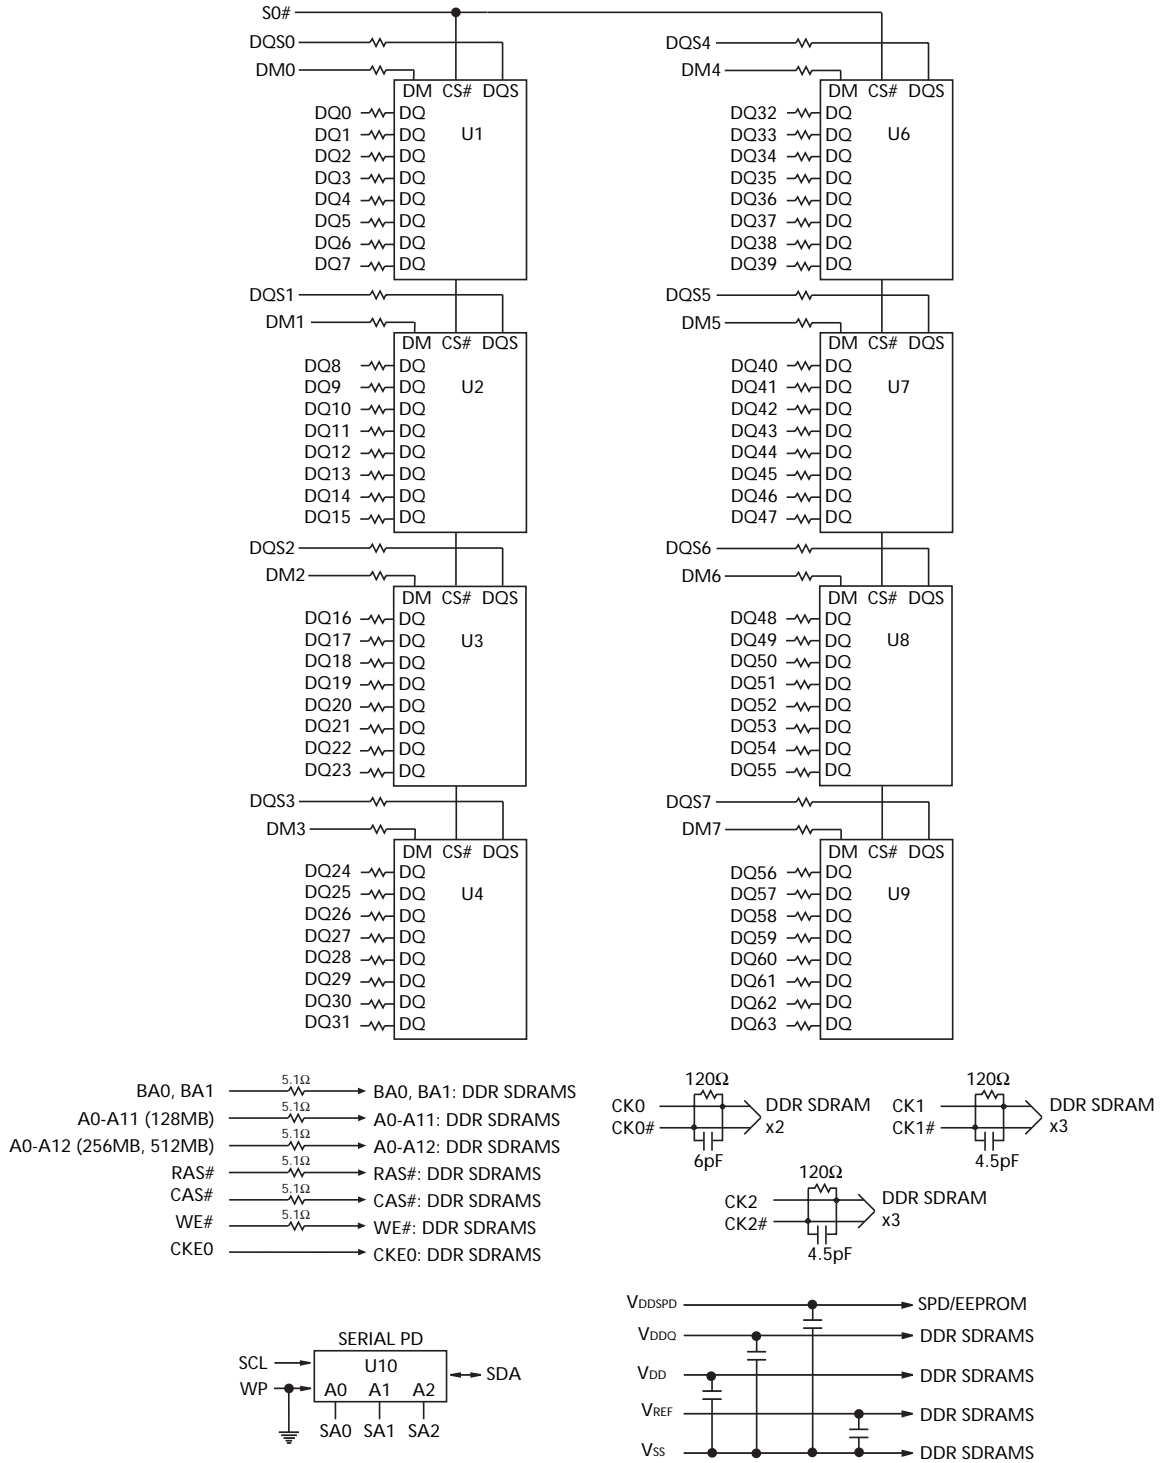 S0#
DQS0
DM0
DM CS# DQS
U1
DQ0 DQ
DQ1 DQ
DQ2 DQ
DQ3 DQ
DQ4 DQ
DQ5 DQ
DQ6 DQ
DQ7 DQ
DQS1
DM1
DM CS# DQS
U2
DQ8 DQ
DQ9 DQ
DQ10 DQ
DQ11 DQ
DQ12 DQ
DQ13 DQ
DQ14 DQ
DQ15 DQ
DQS2
DM2
DM CS# DQS
U3
DQ16 DQ
DQ17 DQ
DQ18 DQ
DQ19 DQ
DQ20 DQ
DQ21 DQ
DQ22 DQ
DQ23 DQ
DQS3
DM3
DM CS# DQS
U4
DQ24 DQ
DQ25 DQ
DQ26 DQ
DQ27 DQ
DQ28 DQ
DQ29 DQ
DQ30 DQ
DQ31 DQ
DQS4
DM4
DM CS# DQS
U6
DQ32 DQ
DQ33 DQ
DQ34 DQ
DQ35 DQ
DQ36 DQ
DQ37 DQ
DQ38 DQ
DQ39 DQ
DQS5
DM5
DM CS# DQS
U7
DQ40 DQ
DQ41 DQ
DQ42 DQ
DQ43 DQ
DQ44 DQ
DQ45 DQ
DQ46 DQ
DQ47 DQ
DQS6
DM6
DM CS# DQS
U8
DQ48 DQ
DQ49 DQ
DQ50 DQ
DQ51 DQ
DQ52 DQ
DQ53 DQ
DQ54 DQ
DQ55 DQ
DQS7
DM7
DM CS# DQS
U9
DQ56 DQ
DQ57 DQ
DQ58 DQ
DQ59 DQ
DQ60 DQ
DQ61 DQ
DQ62 DQ
DQ63 DQ
BA0, BA1 5.1Ω BA0, BA1: DDR SDRAMS
A0-A11 (128MB) 5.1Ω A0-A11: DDR SDRAMS
A0-A12 (256MB, 512MB) 5.1Ω A0-A12: DDR SDRAMS
RAS# 5.1Ω RAS#: DDR SDRAMS
CAS# 5.1Ω CAS#: DDR SDRAMS
WE# 5.1Ω WE#: DDR SDRAMS
CKE0 CKE0: DDR SDRAMS
120Ω
CK0 DDR SDRAM
CK0# x2
6pF
120Ω
CK1 DDR SDRAM
CK1# x3
4.5pF
120Ω
CK2 DDR SDRAM
CK2# x3
4.5pF
SERIAL PD
SCL U10 SDA
WP A0 A1 A2
SA0 SA1 SA2
VDDSPD SPD/EEPROM
VDDQ DDR SDRAMS
VDD DDR SDRAMS
VREF DDR SDRAMS
VSS DDR SDRAMS